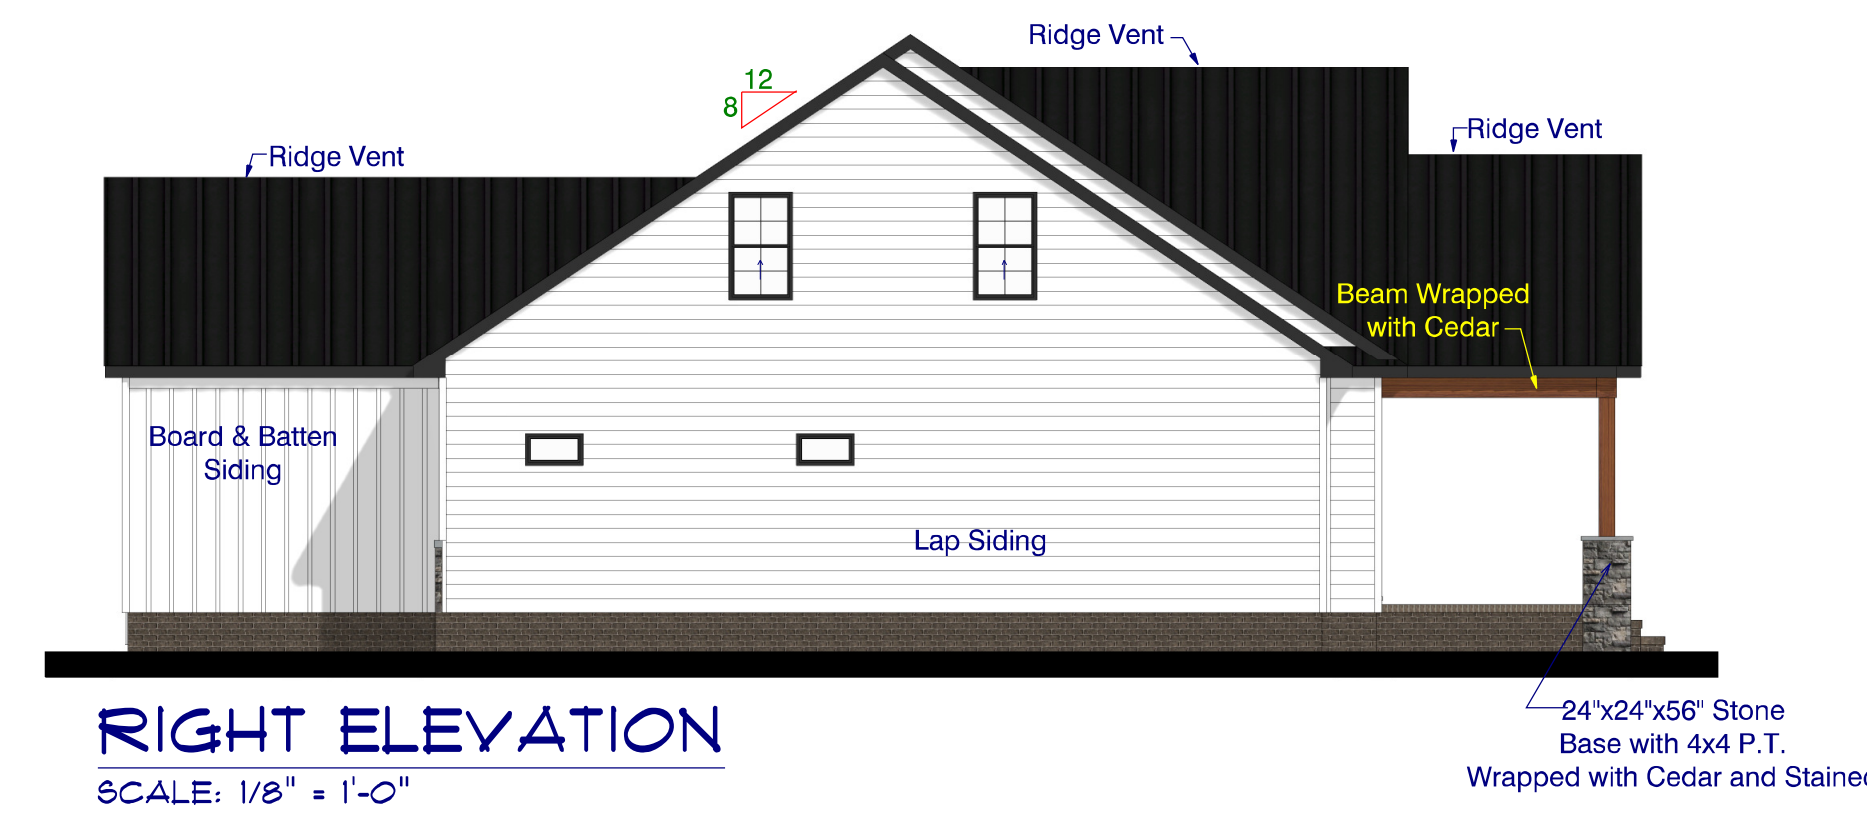 Ridge Vent
12
8
Ridge Vent
Ridge Vent
Beam Wrapped
with Cedar
Board & Batten
Siding
Lap Siding
RIGHT ELEVATION
SCALE: 1/8" = 1'-0"
24"x24"x56" Stone
Base with 4x4 P.T.
Wrapped with Cedar and Stained